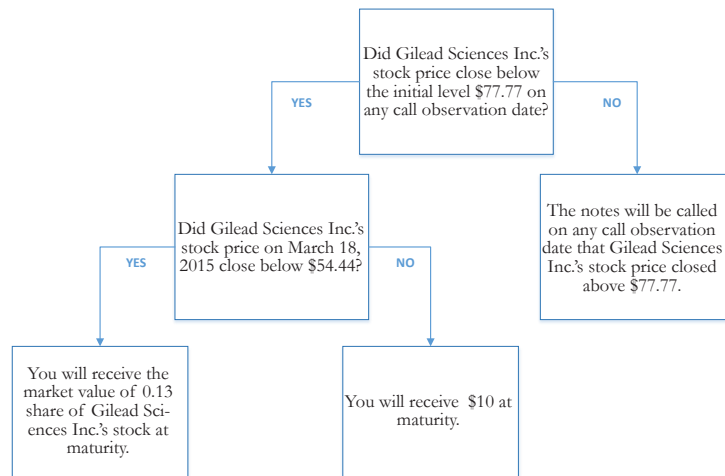 Did Gilead Sciences Inc.'s
stock price close below
the initial level $77.77 on
any call observation date?
YES
NO
Did Gilead Sciences Inc.'s
stock price on March 18,
2015 close below $54.44?
The notes will be called
on any call observation
date that Gilead Sciences
Inc.'s stock price closed
above $77.77.
YES
NO
You will receive the
market value of 0.13
share of Gilead Sci-
ences Inc.'s stock at
maturity.
You will receive $10 at
maturity.